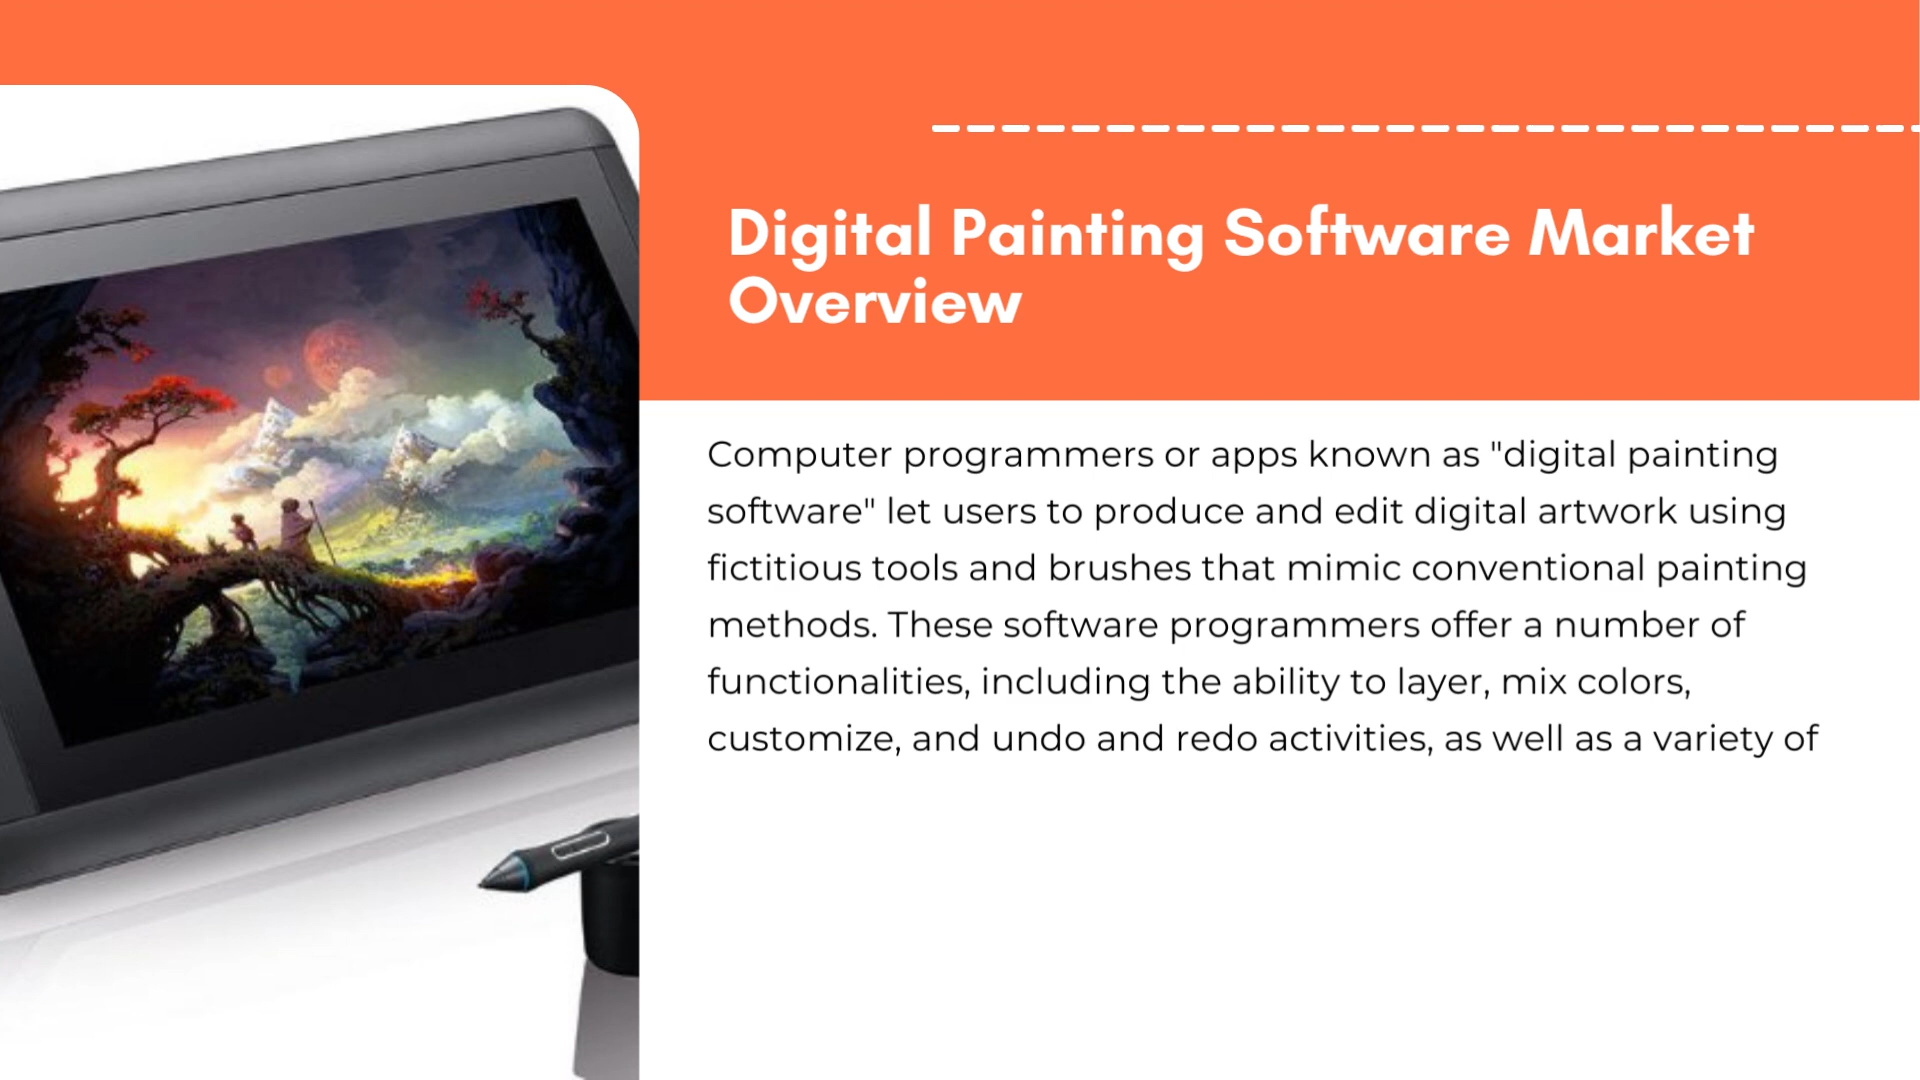 Digital Painting Software Market
Overview
Computer programmers or apps known as "digital painting
software" let users to produce and edit digital artwork using
fictitious tools and brushes that mimic conventional painting
methods. These software programmers offer a number of
functionalities, including the ability to layer, mix colors,
customize, and undo and redo activities, as well as a variety of